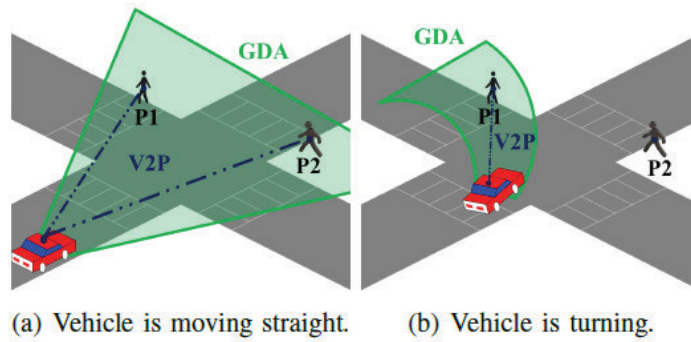 GDA
P1
V2P
P2
GDA
P1
V2P
P2
(a) Vehicle is moving straight.
(b) Vehicle is turning.